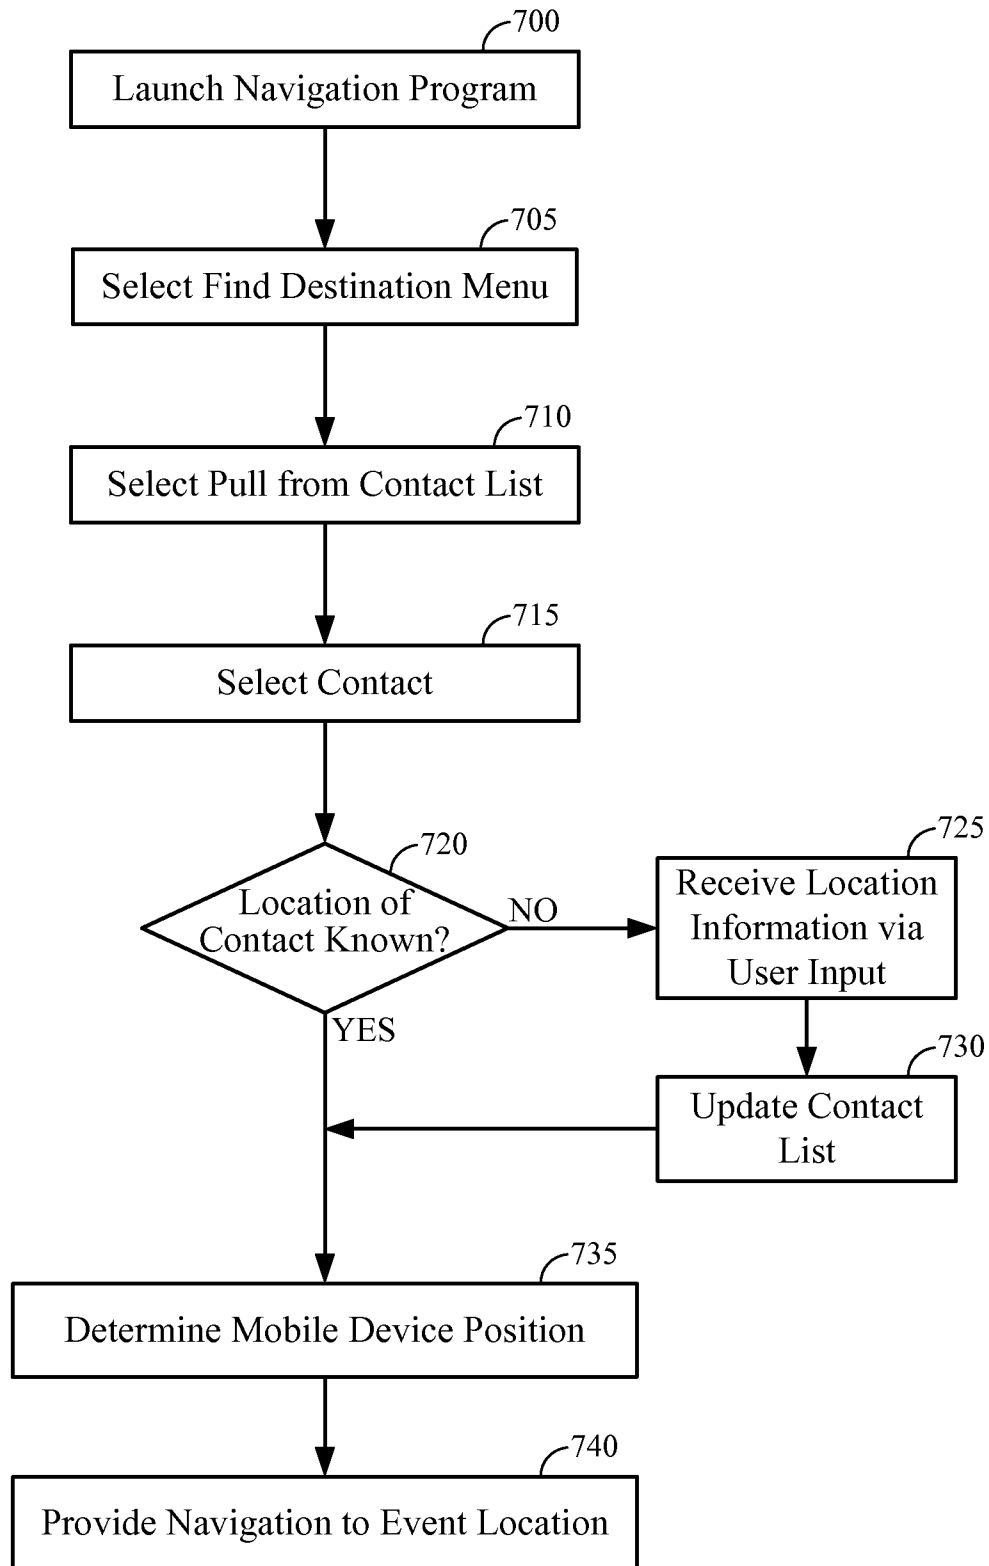 700
Launch Navigation Program
705
Select Find Destination Menu
710
Select Pull from Contact List
715
Select Contact
720
Location of
Contact Known?
NO
YES
725
Receive Location
Information via
User Input
730
Update Contact
List
735
Determine Mobile Device Position
740
Provide Navigation to Event Location